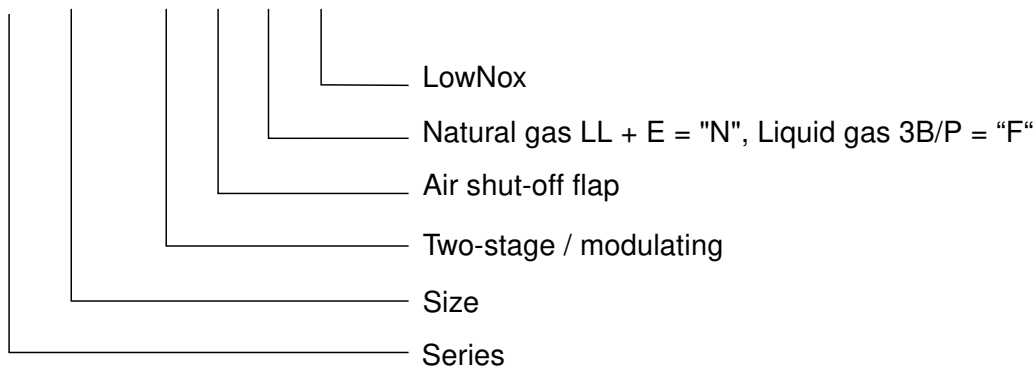 LowNox
Natural gas LL + E = "N", Liquid gas 3B/P = “F“
Air shut-off flap
Two-stage / modulating
Size
Series